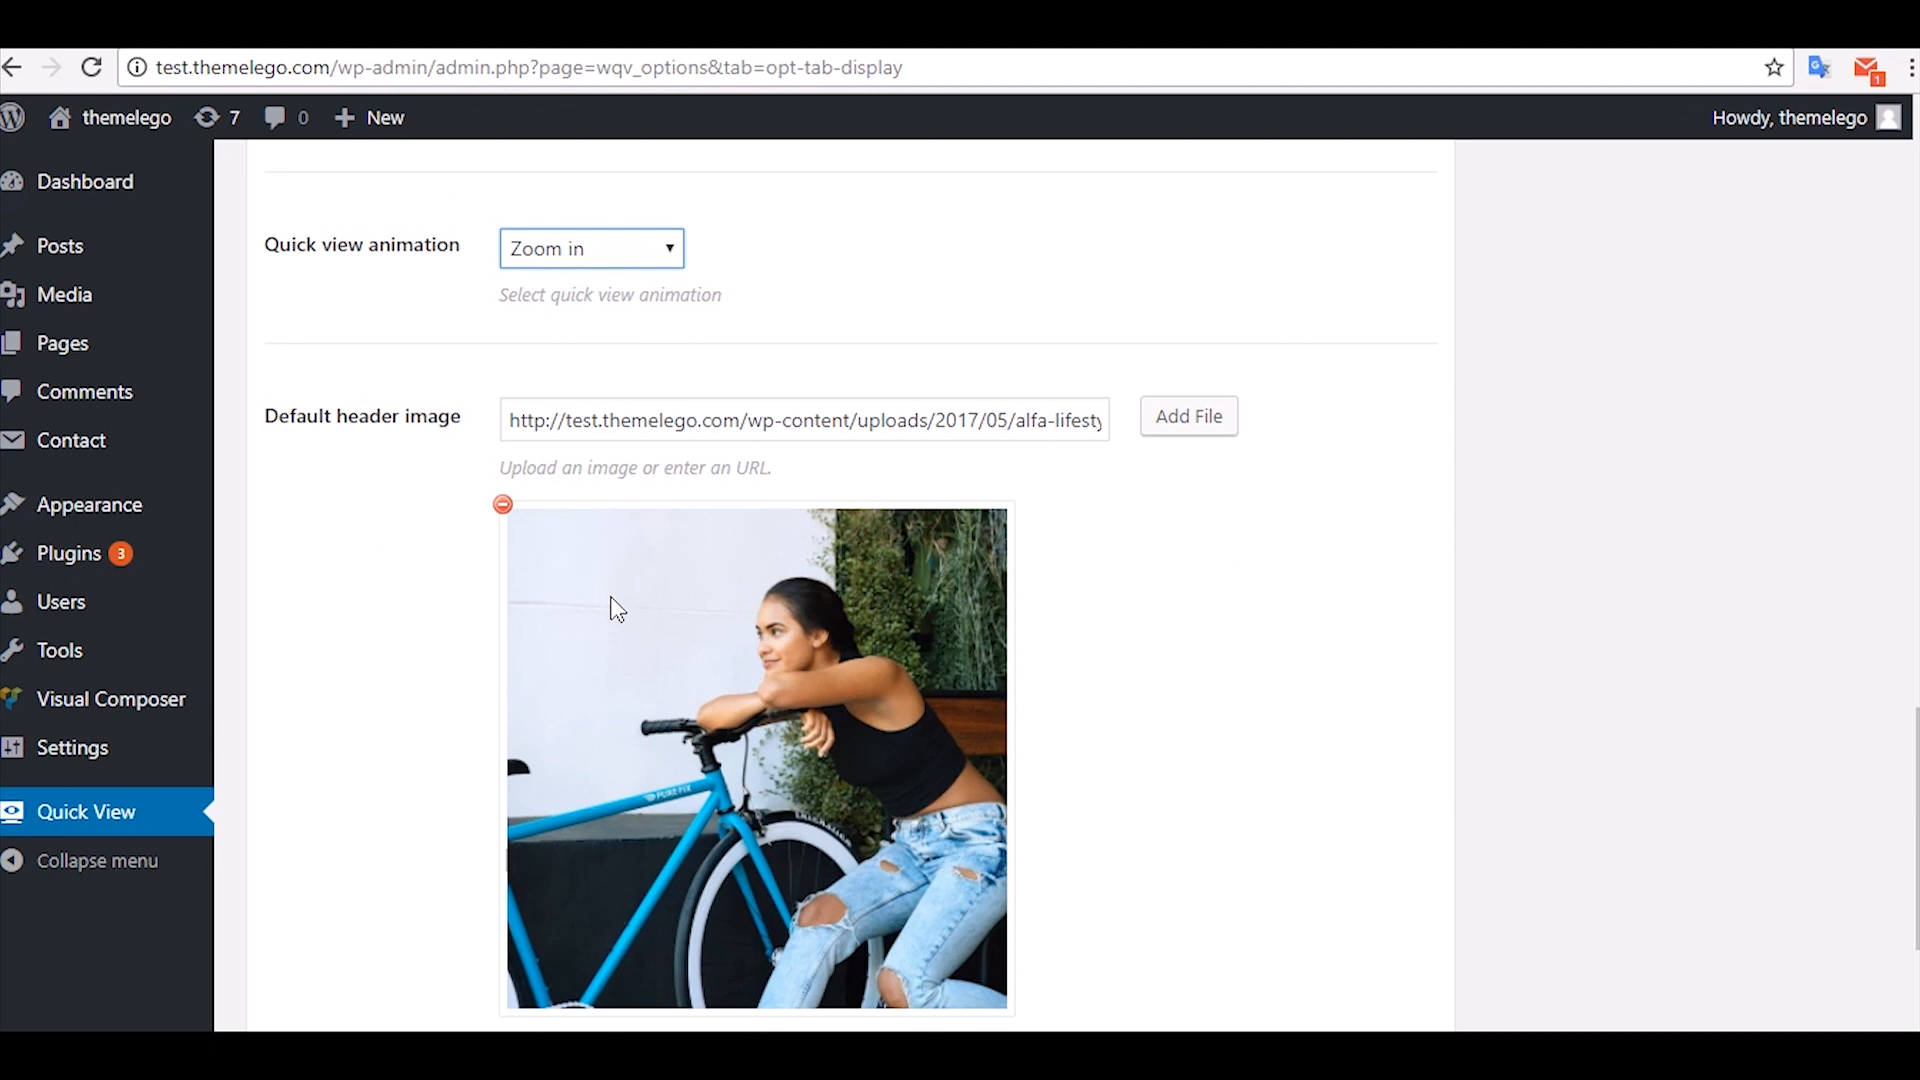 test.themelego.com/wp-admin/admin.php?page=wqv_options&tab=opt-tab-display
1
themelego 7 0 New Howdy, themelego
Dashboard
Posts
Media
Pages
Comments
Contact
Appearance
Plugins 3
Users
Tools
Visual Composer
Settings
Quick View
Collapse menu
Quick view animation Zoom in
Select quick view animation
Default header image http://test.themelego.com/wp-content/uploads/2017/05/alfa-lifesty Add File
Upload an image or enter an URL.
PURE FIX